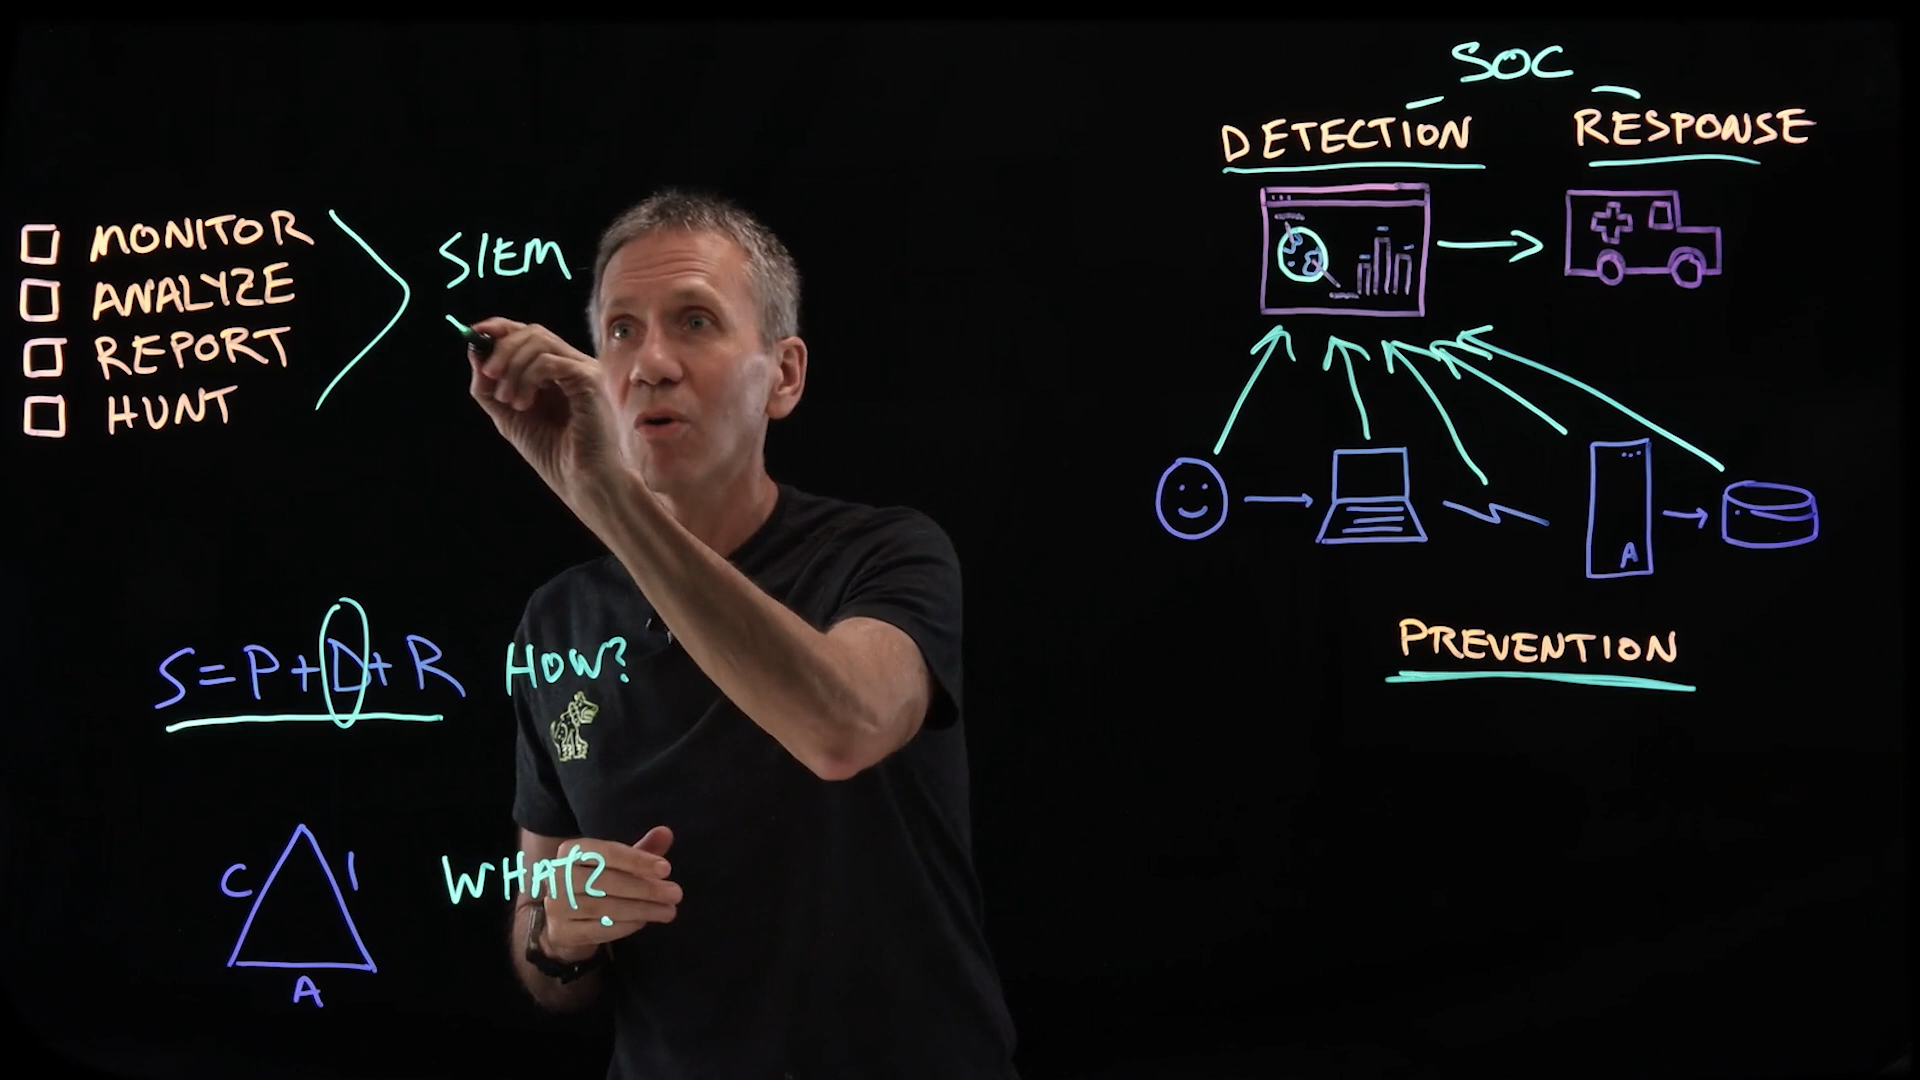 SOC
DETECTION
RESPONSE
MONITOR
ANALYZE
REPORT
HUNT
SIEM
A
PREVENTION
S=P+D+R
HOW?
C
I
A
WHAT?